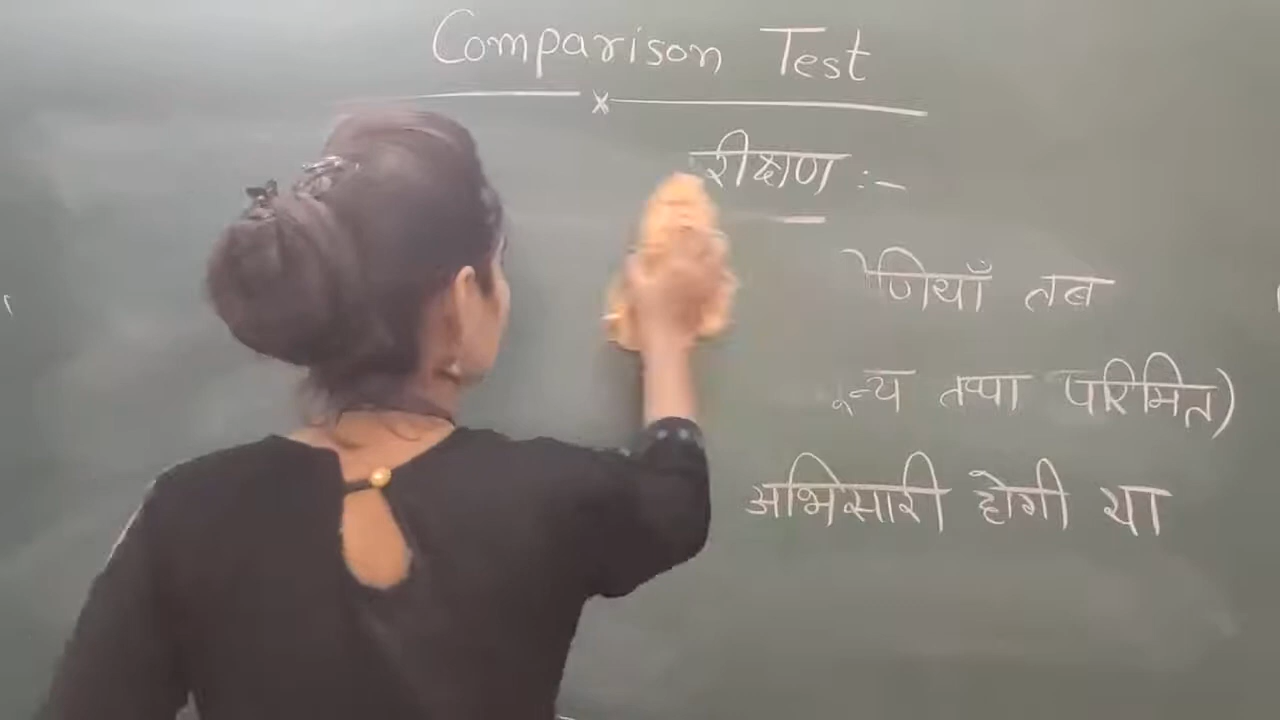 Comparison Test
रीक्षण :-
णियाँ तब
न्य तथा परिमित)
अभिसारी होगी या